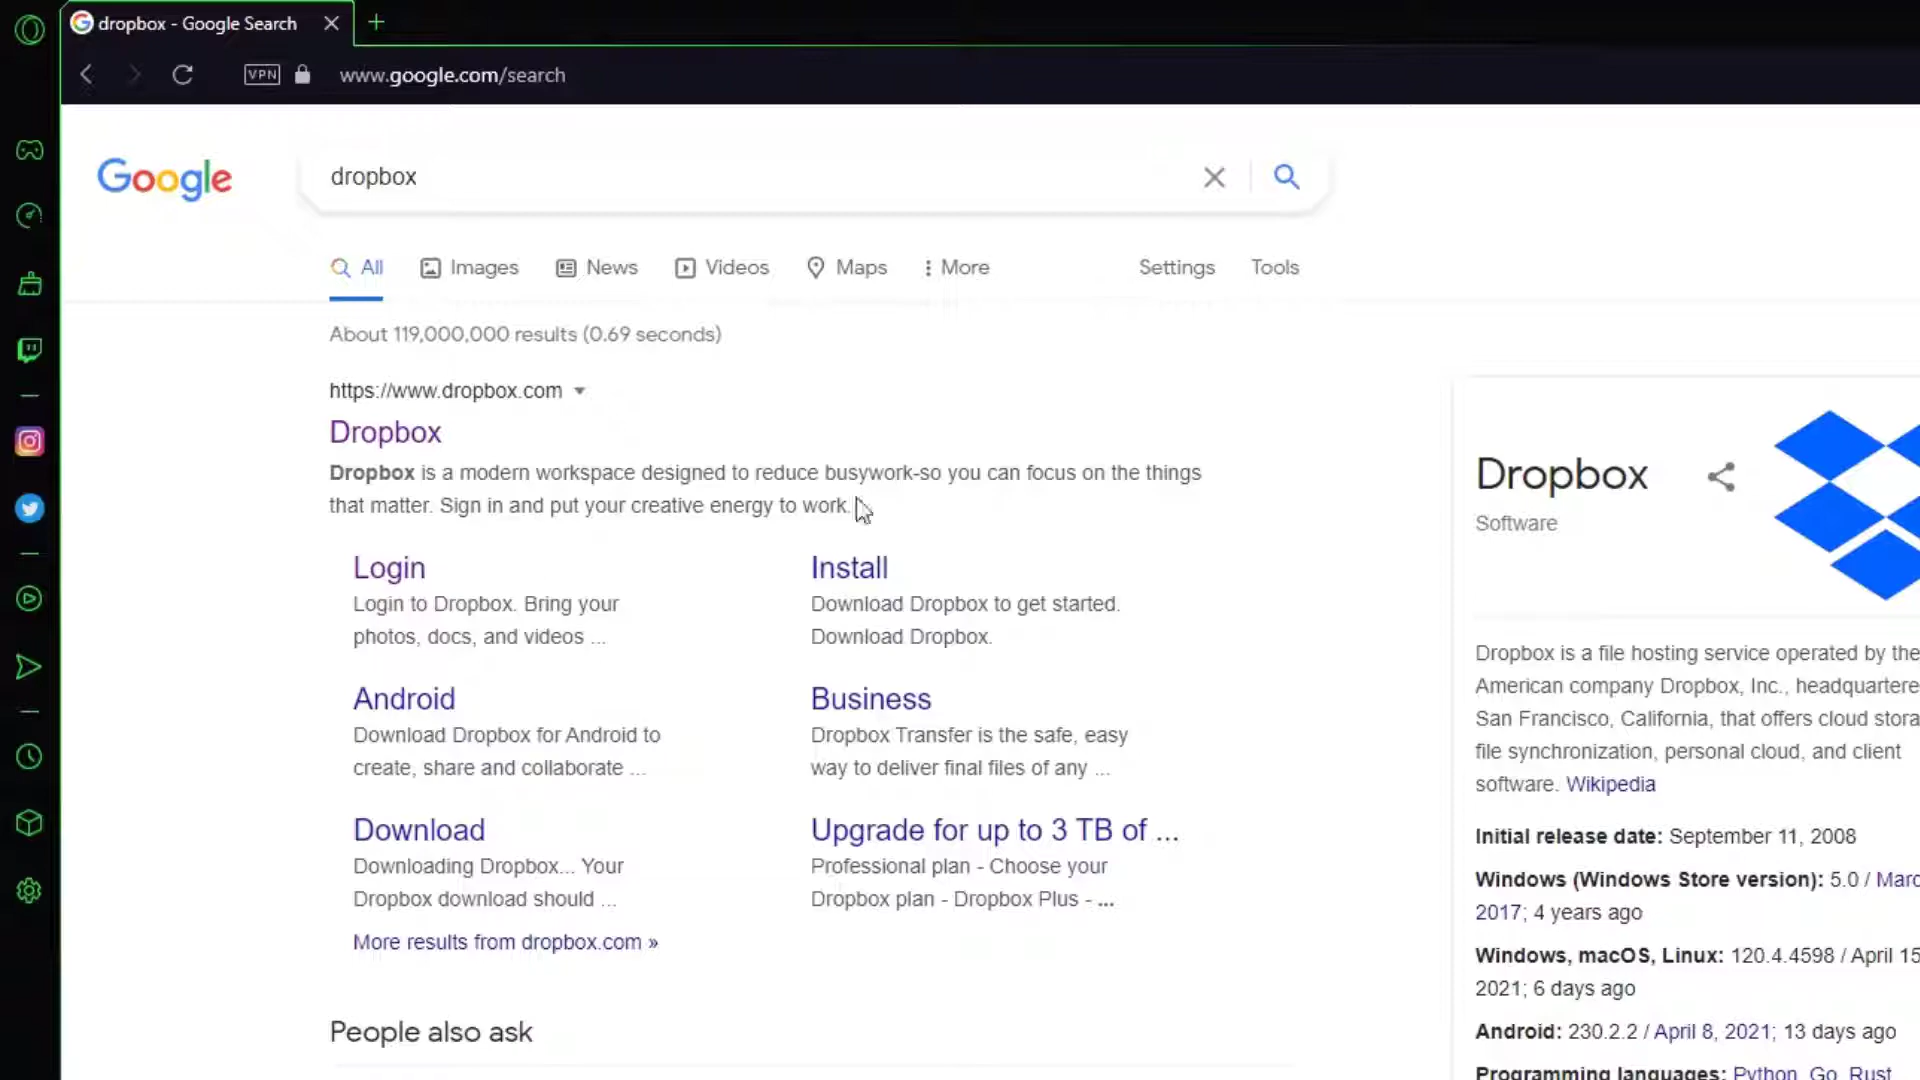 dropbox - Google Search
VPN
www.google.com/search
Google
dropbox
All
Images
News
Videos
Maps
More
Settings
Tools
About 119,000,000 results (0.69 seconds)
https://www.dropbox.com
Dropbox
Dropbox is a modern workspace designed to reduce busywork-so you can focus on the things
that matter. Sign in and put your creative energy to work.
Login
Login to Dropbox. Bring your
photos, docs, and videos ...
Install
Download Dropbox to get started.
Download Dropbox.
Android
Download Dropbox for Android to
create, share and collaborate ...
Business
Dropbox Transfer is the safe, easy
way to deliver final files of any ...
Download
Downloading Dropbox... Your
Dropbox download should ...
Upgrade for up to 3 TB of ...
Professional plan - Choose your
Dropbox plan - Dropbox Plus - ...
More results from dropbox.com »
People also ask
Dropbox
Software
Dropbox is a file hosting service operated by the
American company Dropbox, Inc., headquartere
San Francisco, California, that offers cloud stora
file synchronization, personal cloud, and client
software. Wikipedia
Initial release date: September 11, 2008
Windows (Windows Store version): 5.0 / Marc
2017; 4 years ago
Windows, macOS, Linux: 120.4.4598 / April 15
2021; 6 days ago
Android: 230.2.2 / April 8, 2021; 13 days ago
Programming languages: Python, Go, Rust